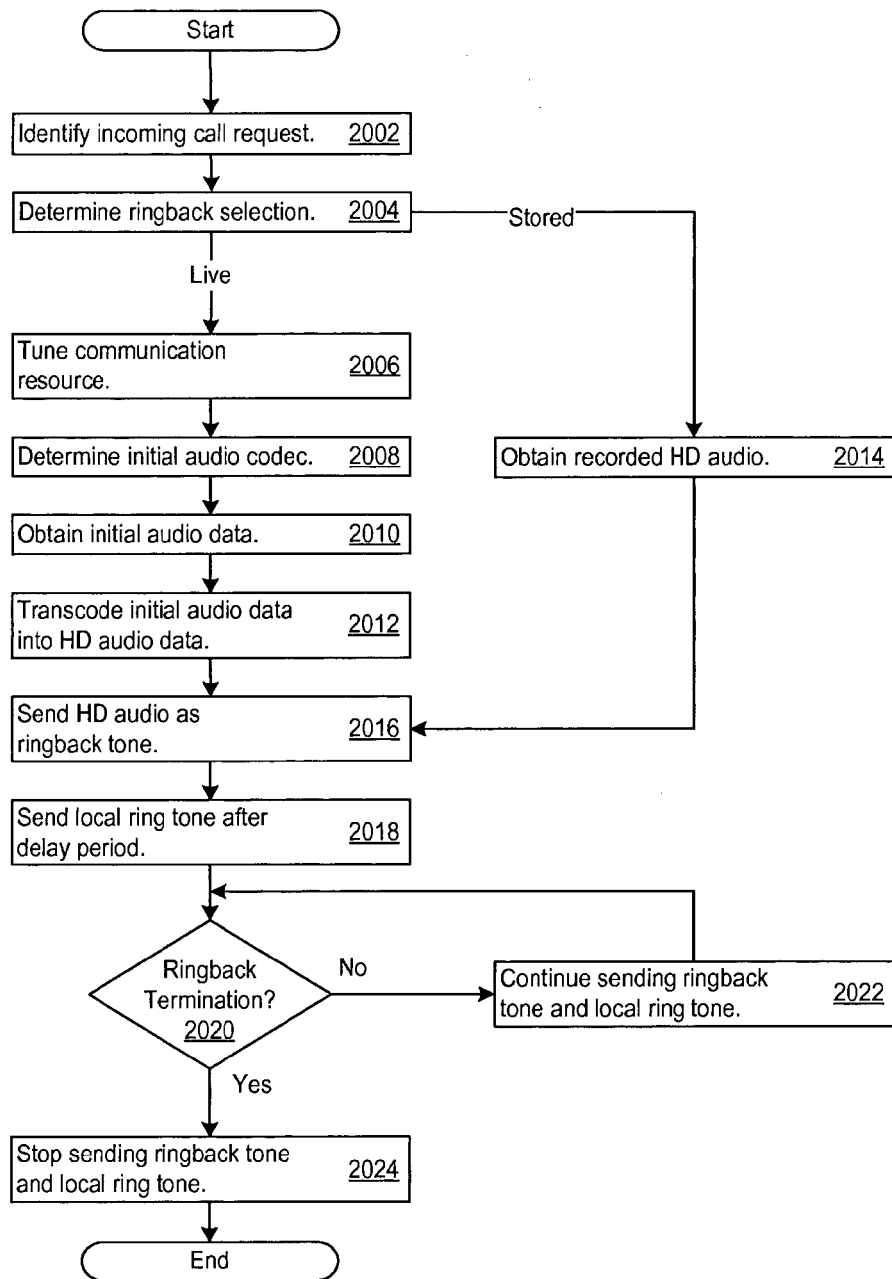 Start
Identify incoming call request. 2002
Determine ringback selection. 2004
Stored
Live
Tune communication
resource. 2006
Determine initial audio codec. 2008
Obtain recorded HD audio. 2014
Obtain initial audio data. 2010
Transcode initial audio data
into HD audio data. 2012
Send HD audio as
ringback tone. 2016
Send local ring tone after
delay period. 2018
Ringback
Termination?
2020
No
Continue sending ringback
tone and local ring tone. 2022
Yes
Stop sending ringback tone
and local ring tone. 2024
End